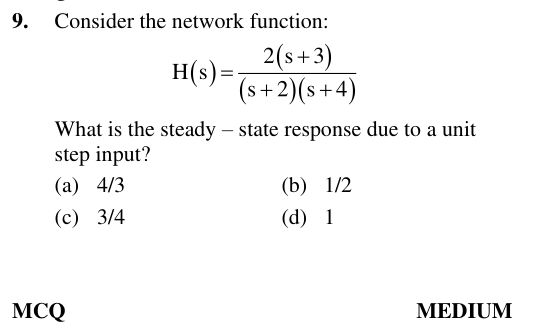 9. Consider the network function:
H(s)=2(s+3)/(s+2)(s+4)
What is the steady – state response due to a unit
step input?
(a) 4/3 (b) 1/2
(c) 3/4 (d) 1
MCQ MEDIUM